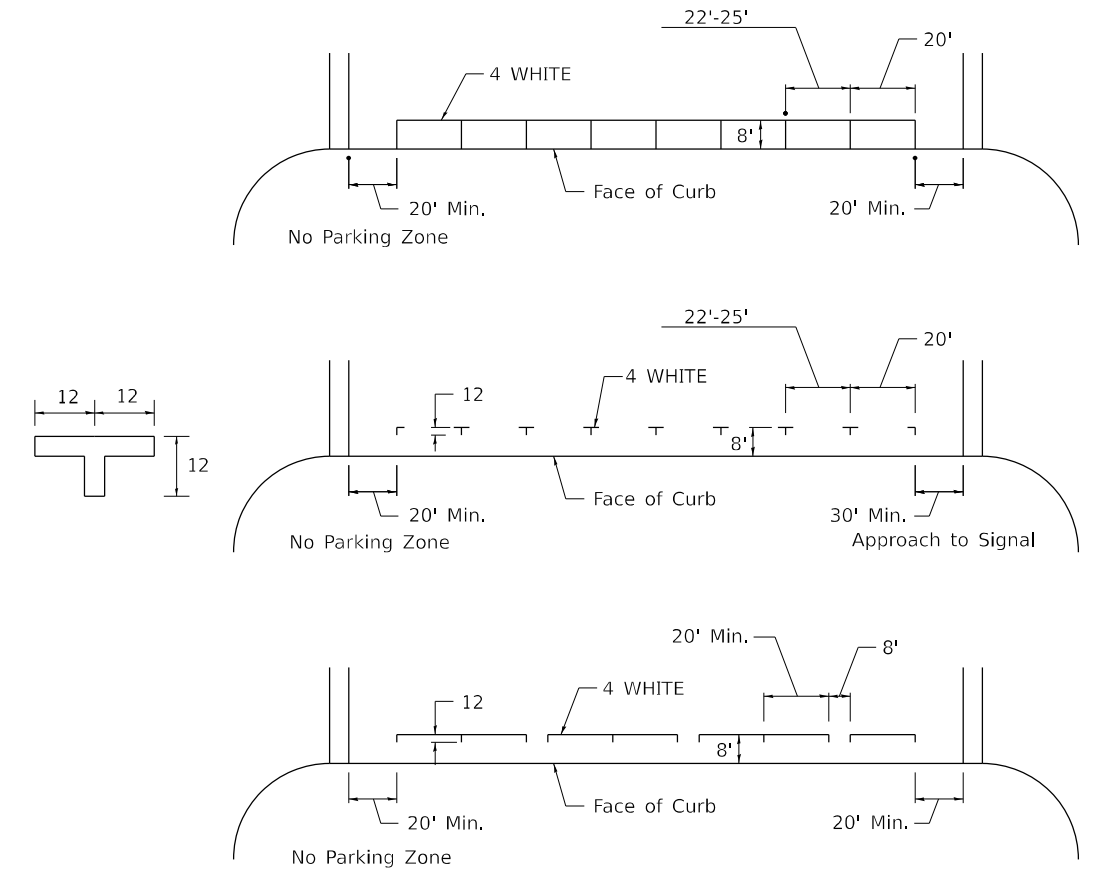 22'-25'
20'
4 WHITE
8'
Face of Curb
20' Min.
20' Min.
No Parking Zone
22'-25'
20'
4 WHITE
12
12 12
12
8'
Face of Curb
20' Min.
30' Min.
No Parking Zone
Approach to Signal
20' Min.
8'
4 WHITE
12
8'
Face of Curb
20' Min.
20' Min.
No Parking Zone